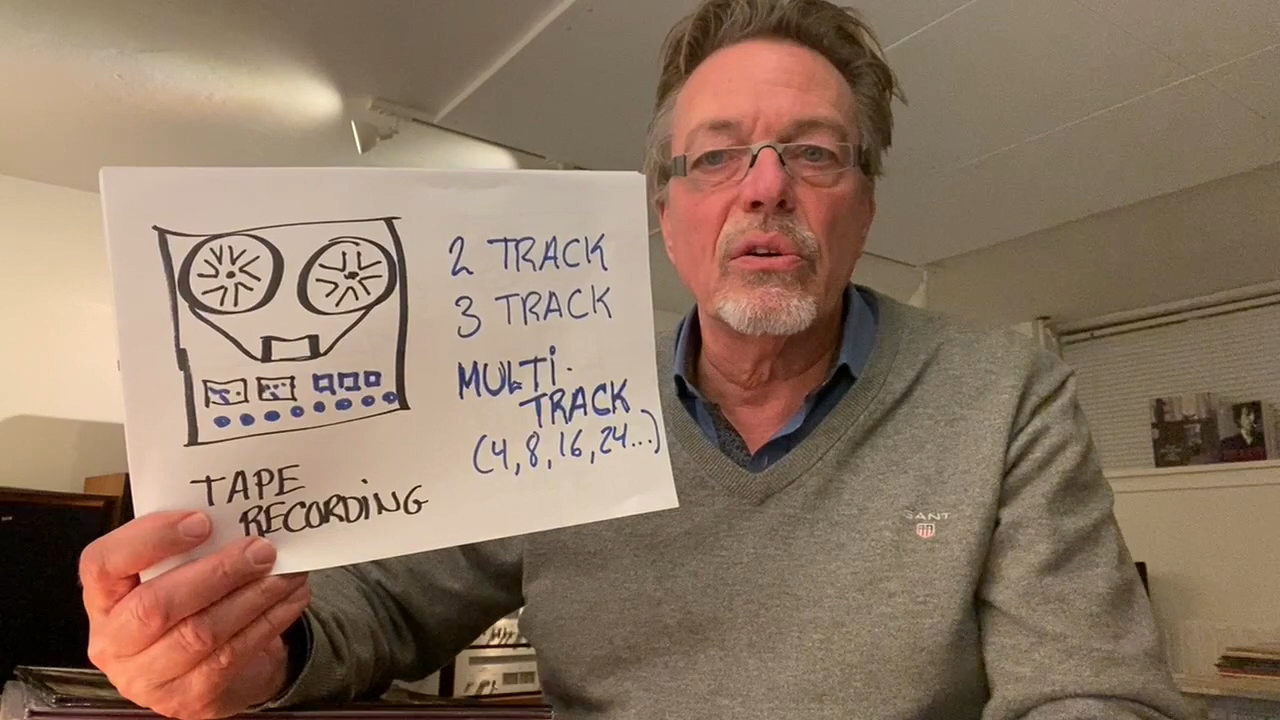 2 TRACK
3 TRACK
MULTI-
TRACK
(4,8,16,24...)
TAPE
RECORDING
GANT